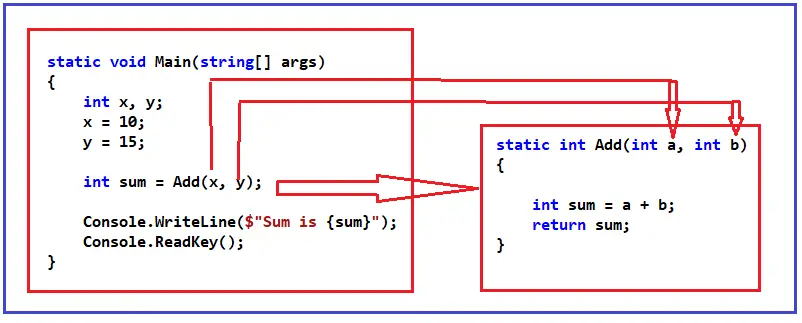 static void Main(string[] args)
{
    int x, y;
    x = 10;
    y = 15;
    int sum = Add(x, y);
    Console.WriteLine($"Sum is {sum}");
    Console.ReadKey();
}
static int Add(int a, int b)
{
    int sum = a + b;
    return sum;
}